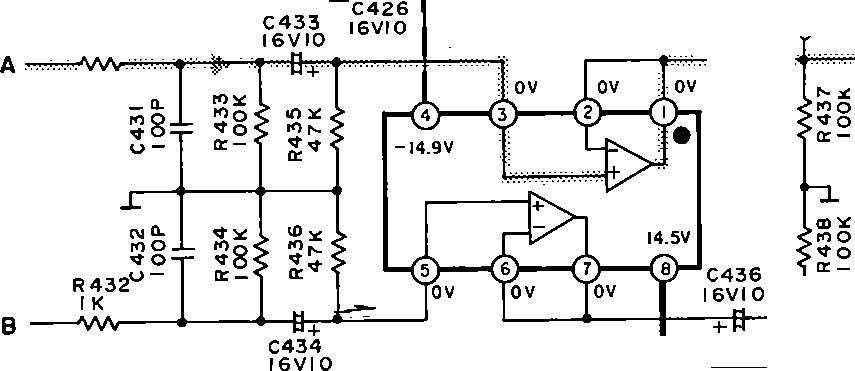 C426
16V10
C433
16V10
+
A
C431
100P
R433
100K
R435
47K
4
3
2
1
0V
0V
0V
-14.9V
−
+
R437
100K
C432
100P
R434
100K
R436
47K
+
−
14.5V
5
6
7
8
0V
0V
0V
R438
100K
R432
1K
B
+
C434
16V10
C436
16V10
+